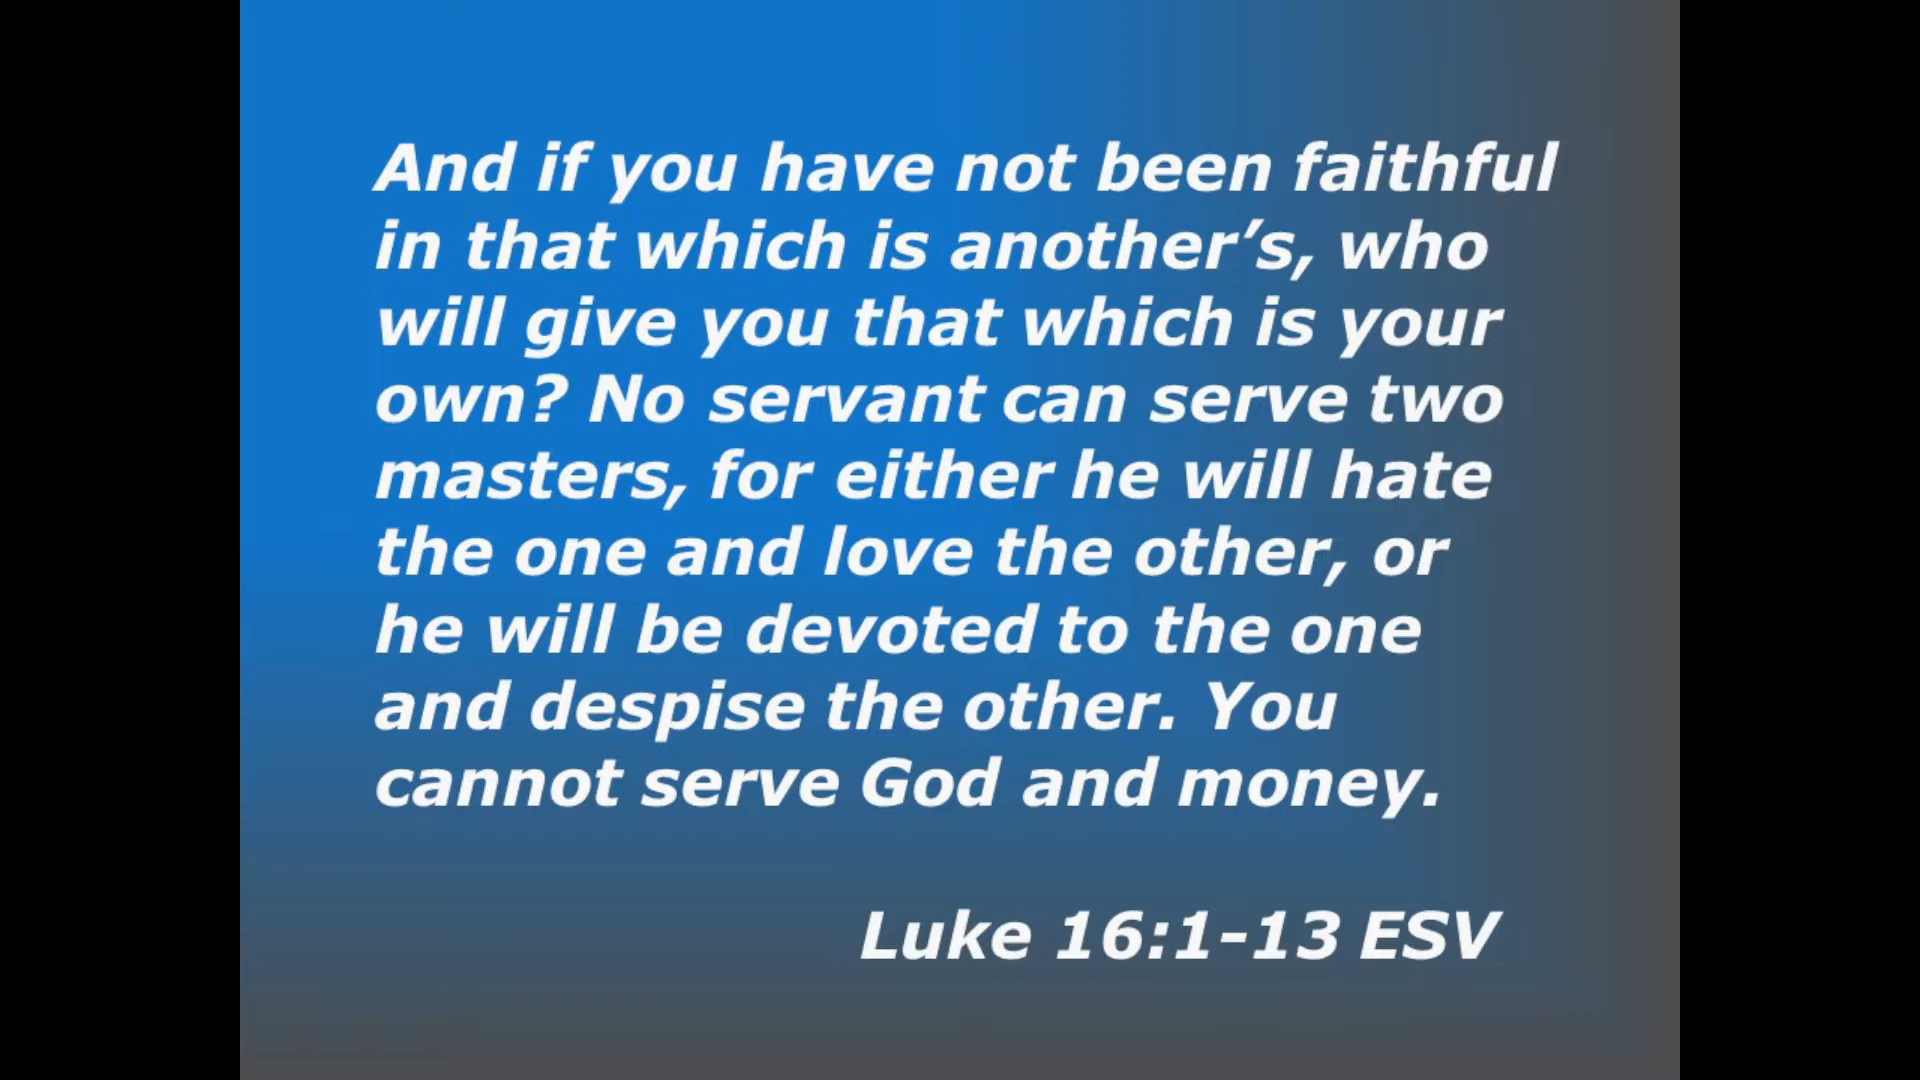 And if you have not been faithful
in that which is another’s, who
will give you that which is your
own? No servant can serve two
masters, for either he will hate
the one and love the other, or
he will be devoted to the one
and despise the other. You
cannot serve God and money.
Luke 16:1-13 ESV